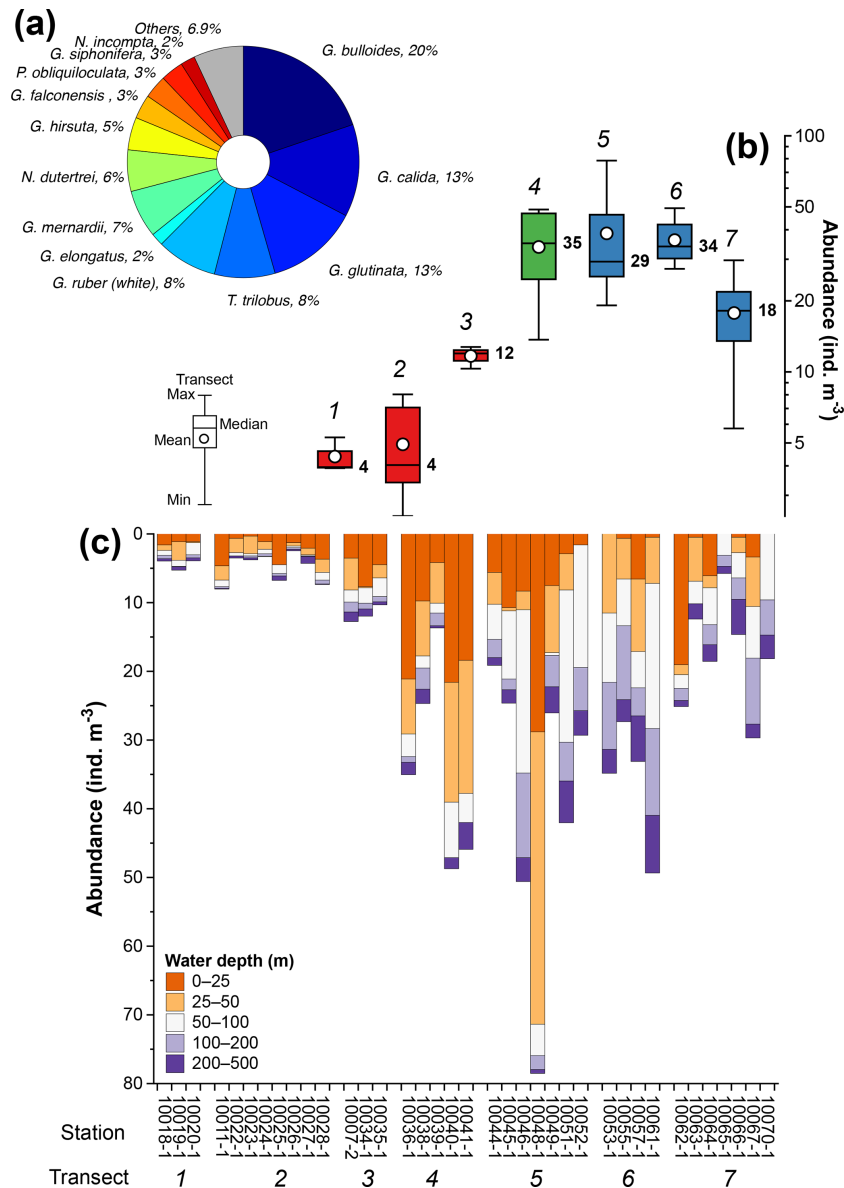 (a)
Others, 6.9%
N. incompta, 2%
G. siphonifera, 3%
P. obliquiloculata, 3%
G. falconensis , 3%
G. hirsuta, 5%
N. dutertrei, 6%
G. mernardii, 7%
G. elongatus, 2%
G. ruber (white), 8%
T. trilobus, 8%
G. glutinata, 13%
G. calida, 13%
G. bulloides, 20%
(b)
100
50
20
10
5
Abundance (ind. m-3)
1
2
3
4
5
6
7
4
4
12
35
29
34
18
Transect
Max
Median
Mean
Min
(c)
0
10
20
30
40
50
60
70
80
Abundance (ind. m-3)
Water depth (m)
0–25
25–50
50–100
100–200
200–500
Station
10018-1
10019-1
10020-1
10011-1
10022-1
10023-1
10024-1
10025-1
10026-1
10027-1
10028-1
10007-2
10034-1
10035-1
10036-1
10038-1
10039-1
10040-1
10041-1
10044-1
10045-1
10046-1
10048-1
10049-1
10051-1
10052-1
10053-1
10055-1
10057-1
10061-1
10062-1
10063-1
10064-1
10065-1
10066-1
10067-1
10070-1
Transect
1
2
3
4
5
6
7